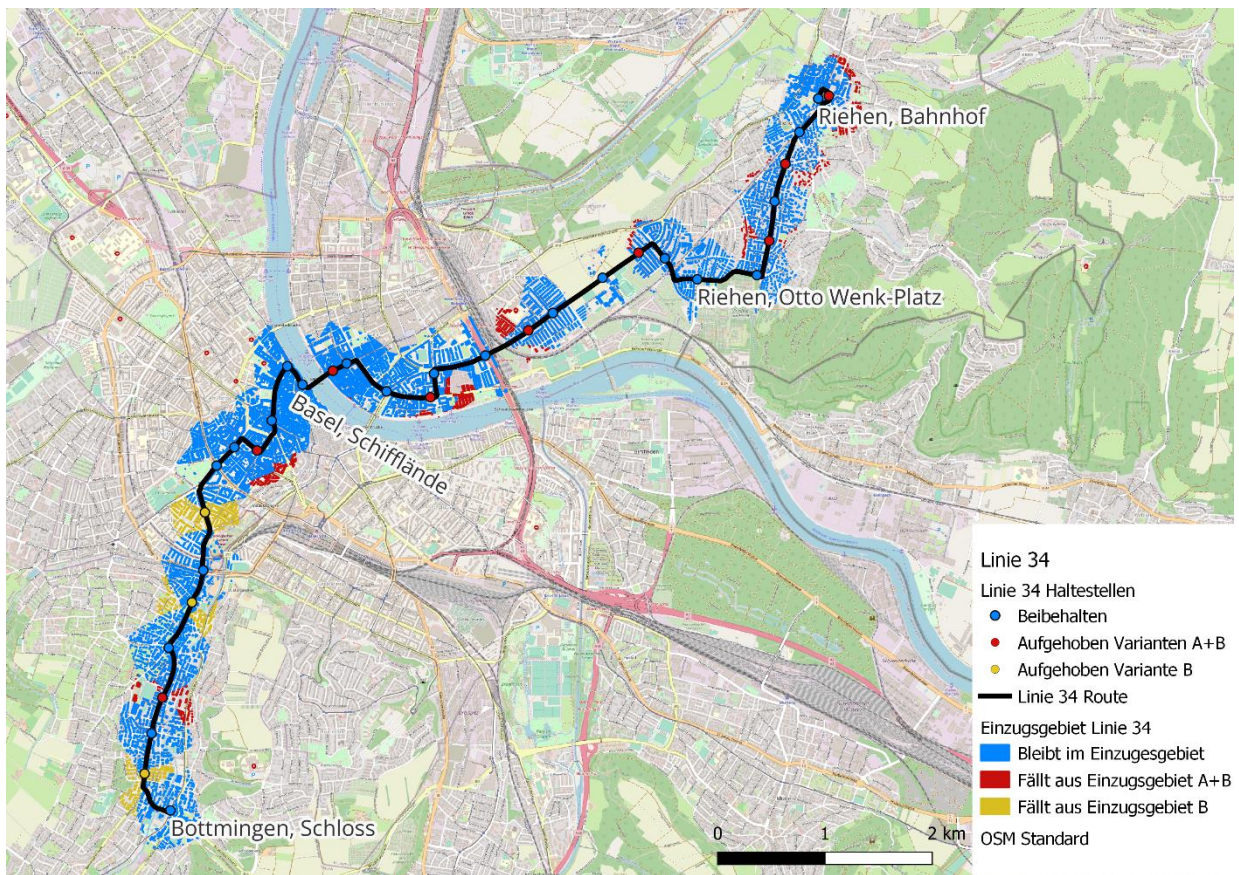 Riehen, Bahnhof
Riehen, Otto Wenk-Platz
Basel, Schifflände
Bottmingen, Schloss
0 1 2 km
Linie 34
Linie 34 Haltestellen
Beibehalten
Aufgehoben Varianten A+B
Aufgehoben Variante B
Linie 34 Route
Einzugsgebiet Linie 34
Bleibt im Einzugesgebiet
Fällt aus Einzugsgebiet A+B
Fällt aus Einzugsgebiet B
OSM Standard